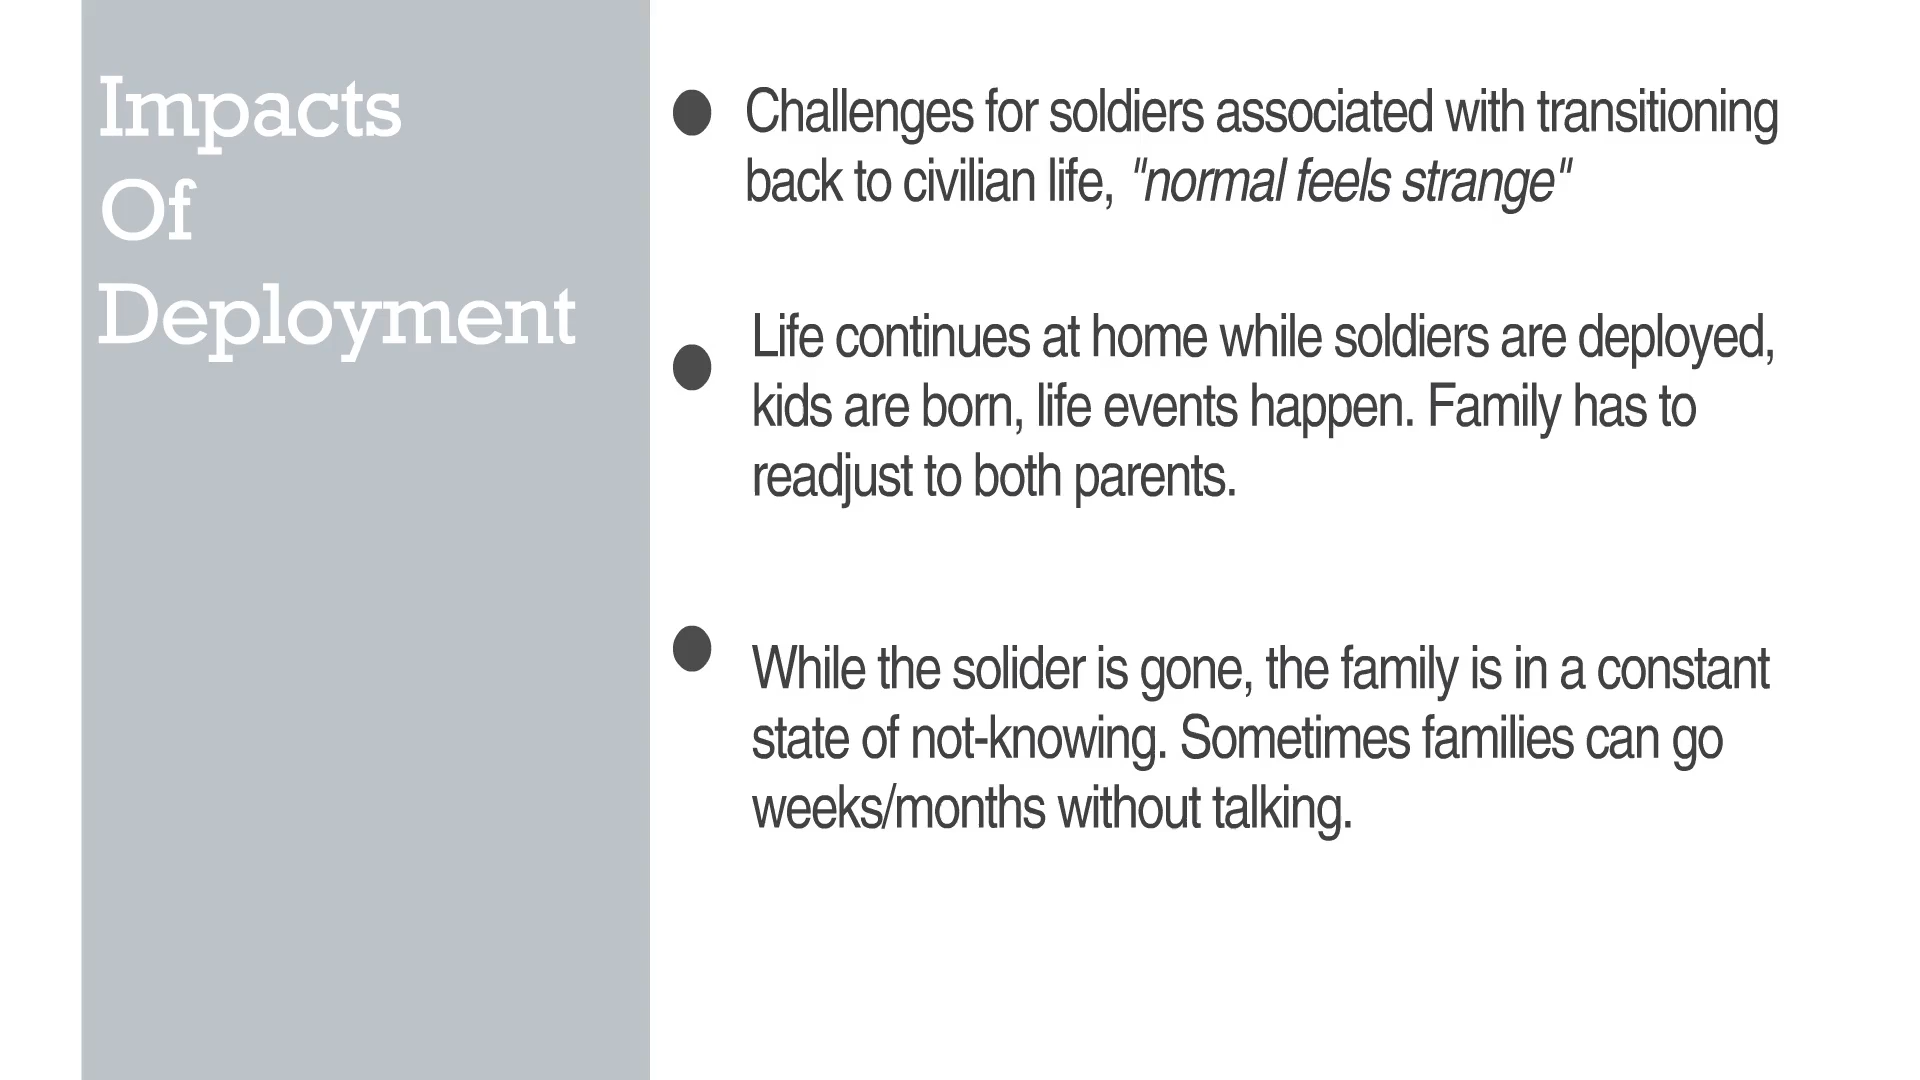 Impacts
Of
Deployment
Challenges for soldiers associated with transitioning
back to civilian life, "normal feels strange"
Life continues at home while soldiers are deployed,
kids are born, life events happen. Family has to
readjust to both parents.
While the solider is gone, the family is in a constant
state of not-knowing. Sometimes families can go
weeks/months without talking.